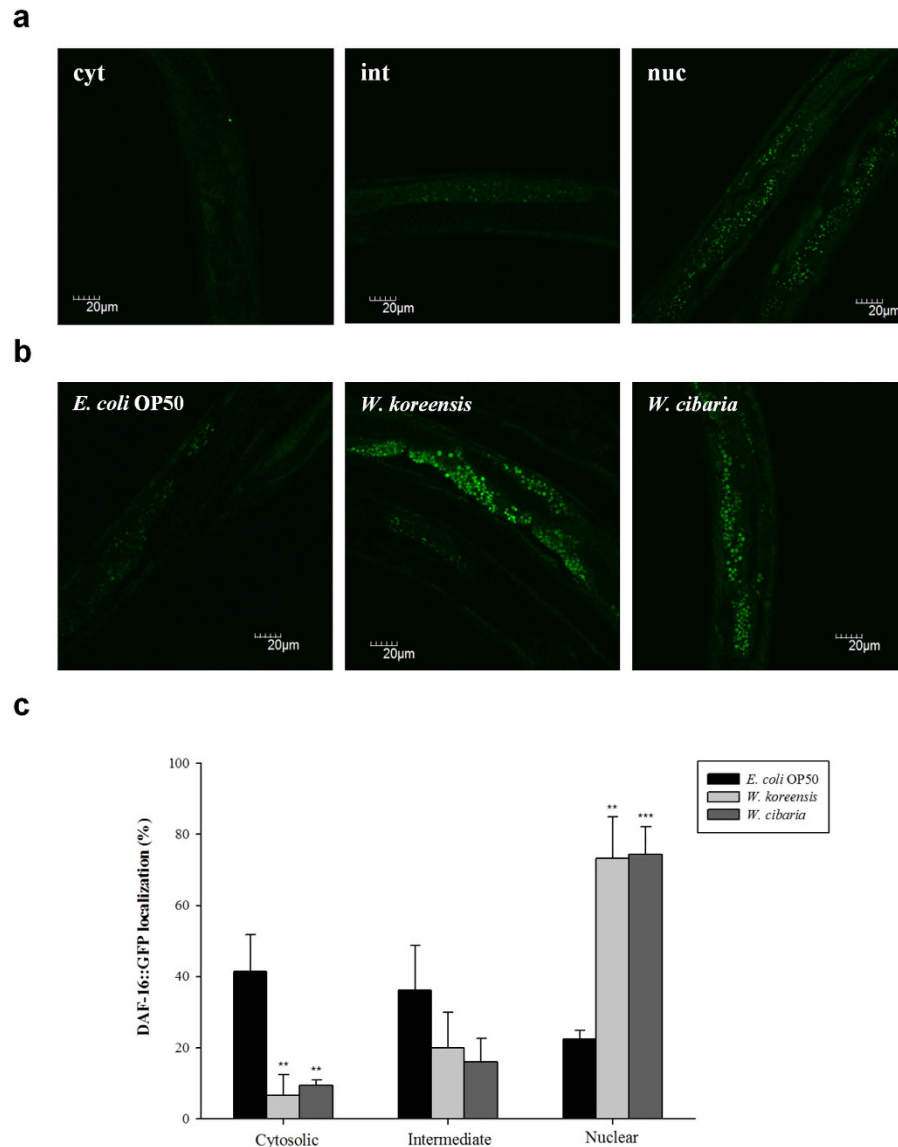 a
cyt
int
nuc
20µm
20µm
20µm
b
E. coli OP50
W. koreensis
W. cibaria
20µm
20µm
20µm
c
DAF-16::GFP localization (%)
100
80
60
40
20
0
** **
** ***
Cytosolic Intermediate Nuclear
E. coli OP50
W. koreensis
W. cibaria